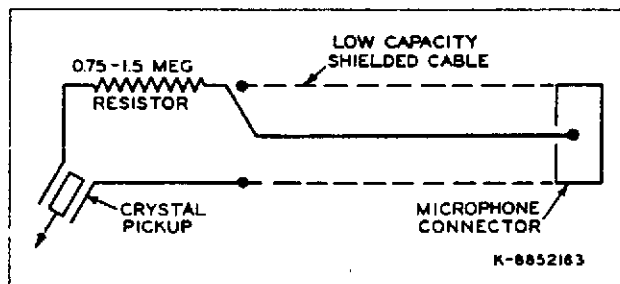 0.75-1.5 MEG
RESISTOR
LOW CAPACITY
SHIELDED CABLE
CRYSTAL
PICKUP
MICROPHONE
CONNECTOR
K-8852163